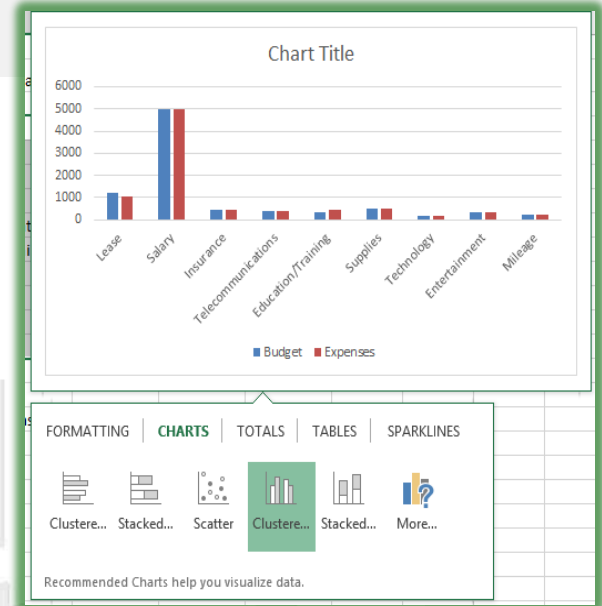 Chart Title
6000
5000
4000
3000
2000
1000
0
Lease
Salary
Insurance
Telecommunications
Education/Training
Supplies
Technology
Entertainment
Mileage
Budget Expenses
FORMATTING CHARTS TOTALS TABLES SPARKLINES
Clustere... Stacked... Scatter Clustere... Stacked... More...
Recommended Charts help you visualize data.